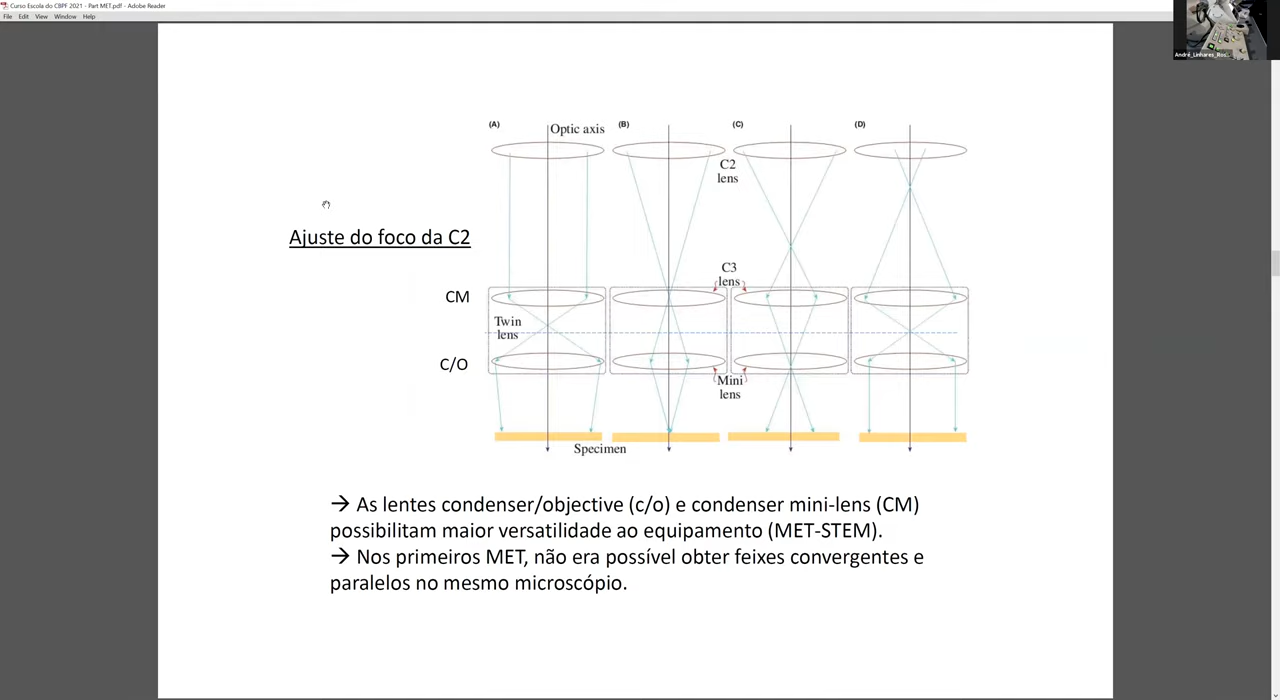 Curso Escola do CBPF 2021 - Part MET.pdf - Adobe Reader
File Edit View Window Help
(A) (B) (C) (D)
Optic axis
C2
lens
Ajuste do foco da C2
C3
lens
CM
Twin
lens
C/O
Mini
lens
Specimen
→ As lentes condenser/objective (c/o) e condenser mini-lens (CM)
possibilitam maior versatilidade ao equipamento (MET-STEM).
→ Nos primeiros MET, não era possível obter feixes convergentes e
paralelos no mesmo microscópio.